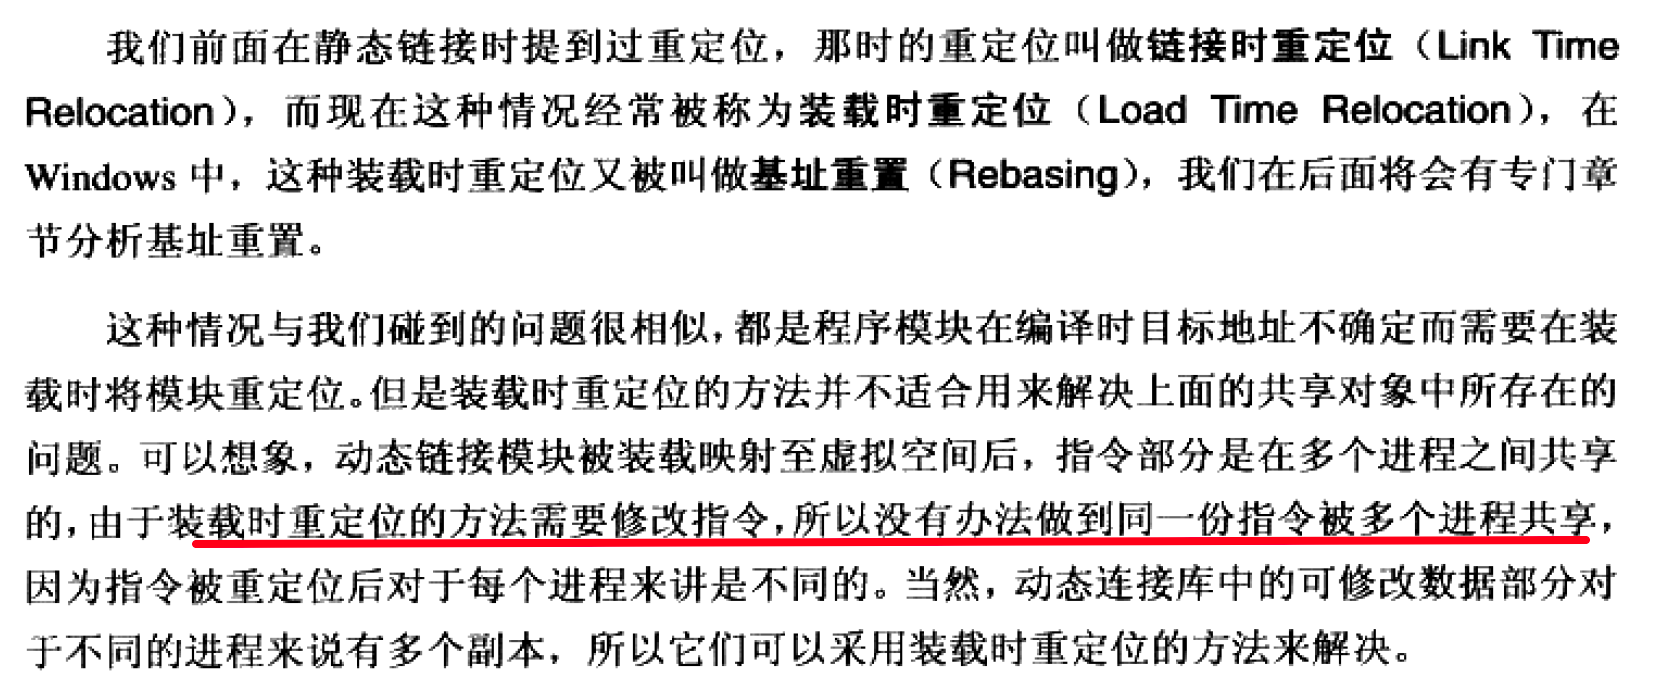 我们前面在静态链接时提到过重定位，那时的重定位叫做链接时重定位（Link Time
Relocation），而现在这种情况经常被称为装载时重定位（Load Time Relocation），在
Windows 中，这种装载时重定位又被叫做基址重置（Rebasing），我们在后面将会有专门章
节分析基址重置。
这种情况与我们碰到的问题很相似，都是程序模块在编译时目标地址不确定而需要在装
载时将模块重定位。但是装载时重定位的方法并不适合用来解决上面的共享对象中所存在的
问题。可以想象，动态链接模块被装载映射至虚拟空间后，指令部分是在多个进程之间共享
的，由于装载时重定位的方法需要修改指令，所以没有办法做到同一份指令被多个进程共享，
因为指令被重定位后对于每个进程来讲是不同的。当然，动态连接库中的可修改数据部分对
于不同的进程来说有多个副本，所以它们可以采用装载时重定位的方法来解决。